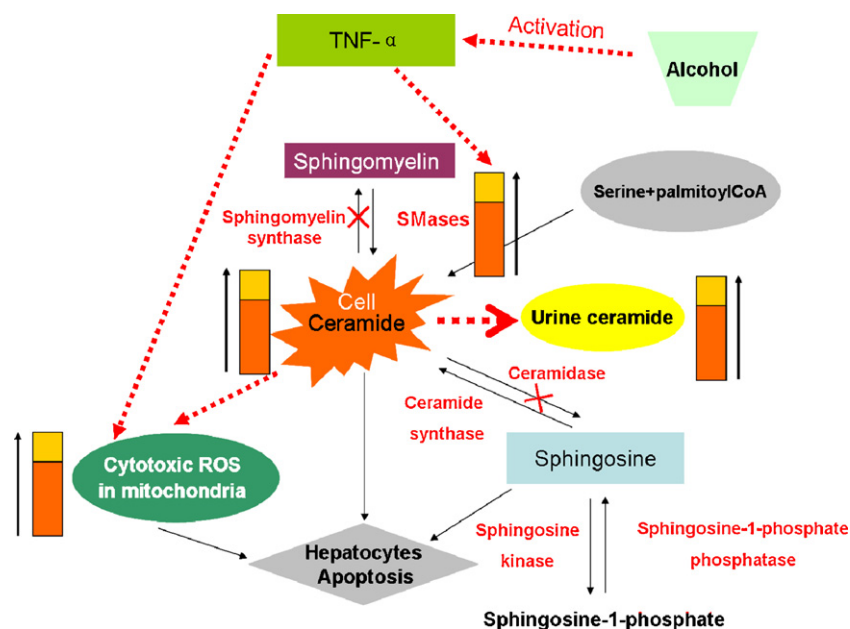 TNF- α
Activation
Alcohol
Sphingomyelin
Serine+palmitoylCoA
Sphingomyelin
synthase
SMases
Cell
Ceramide
Urine ceramide
Ceramidase
Ceramide
synthase
Cytotoxic ROS
in mitochondria
Sphingosine
Hepatocytes
Apoptosis
Sphingosine
kinase
Sphingosine-1-phosphate
phosphatase
Sphingosine-1-phosphate